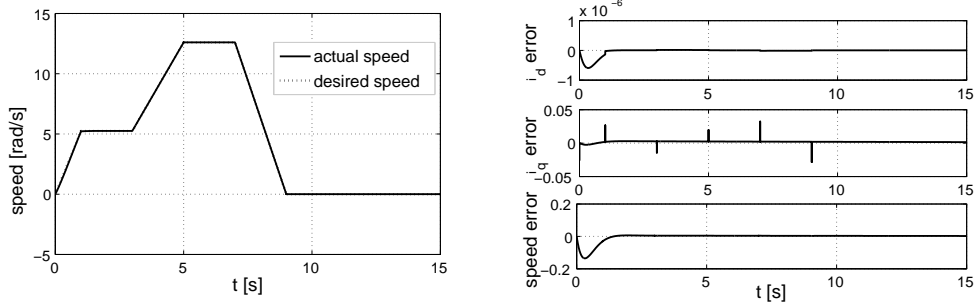 15
10
5
0
−5
speed [rad/s]
actual speed
desired speed
0 5 10 15
t [s]
x 10 −6
1
0
−1
i d error
0 5 10 15
0.05
0
−0.05
i q error
0 5 10 15
0.2
0
−0.2
speed error
0 5 10 15
t [s]